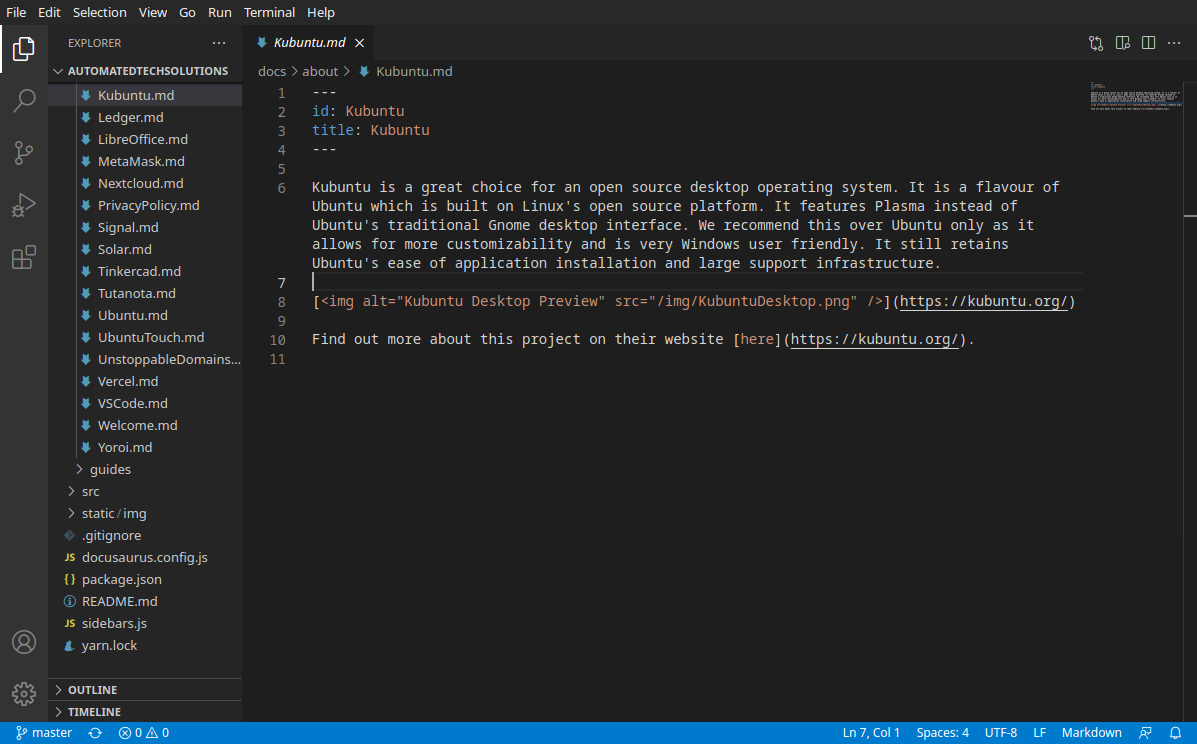 File Edit Selection View Go Run Terminal Help
EXPLORER ···
AUTOMATEDTECHSOLUTIONS
Kubuntu.md
Ledger.md
LibreOffice.md
MetaMask.md
Nextcloud.md
PrivacyPolicy.md
Signal.md
Solar.md
Tinkercad.md
Tutanota.md
Ubuntu.md
UbuntuTouch.md
UnstoppableDomains...
Vercel.md
VSCode.md
Welcome.md
Yoroi.md
guides
src
static / img
.gitignore
JS docusaurus.config.js
{ } package.json
README.md
JS sidebars.js
yarn.lock
OUTLINE
TIMELINE
Kubuntu.md
docs > about > Kubuntu.md
1 ---
2 id: Kubuntu
3 title: Kubuntu
4 ---
5
6 Kubuntu is a great choice for an open source desktop operating system. It is a flavour of
Ubuntu which is built on Linux's open source platform. It features Plasma instead of
Ubuntu's traditional Gnome desktop interface. We recommend this over Ubuntu only as it
allows for more customizability and is very Windows user friendly. It still retains
Ubuntu's ease of application installation and large support infrastructure.
7
8 [<img alt="Kubuntu Desktop Preview" src="/img/KubuntuDesktop.png" />](https://kubuntu.org/)
9
10 Find out more about this project on their website [here](https://kubuntu.org/).
11
master 0 0 Ln 7, Col 1 Spaces: 4 UTF-8 LF Markdown